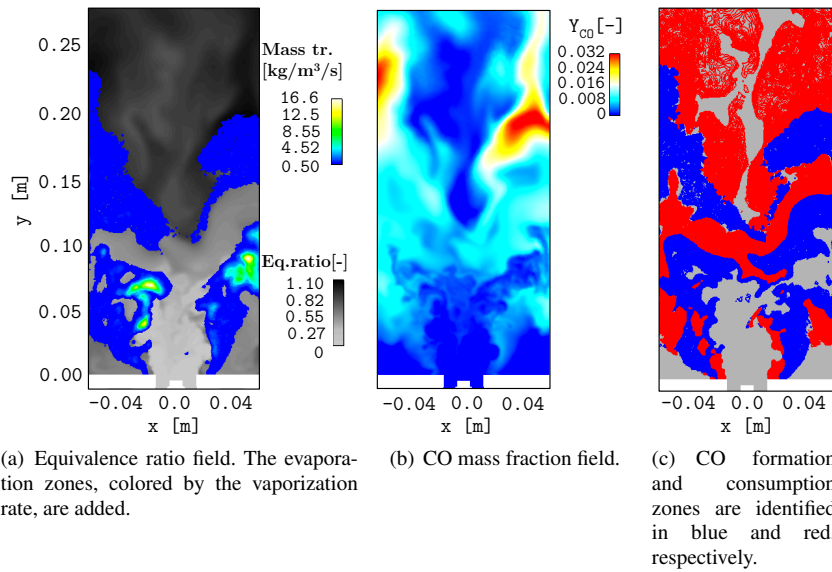 Mass tr.
[kg/m³/s]
16.6
12.5
8.55
4.52
0.50
Eq.ratio[-]
1.10
0.82
0.55
0.27
0
0.25
0.20
0.15
0.10
0.05
0.00
y [m]
-0.04 0.0 0.04
x [m]
Y_CO [-]
0.032
0.024
0.016
0.008
0
-0.04 0.0 0.04
x [m]
-0.04 0.0 0.04
x [m]
(a) Equivalence ratio field. The evapora-
tion zones, colored by the vaporization
rate, are added.
(b) CO mass fraction field.
(c) CO formation
and consumption
zones are identified
in blue and red,
respectively.